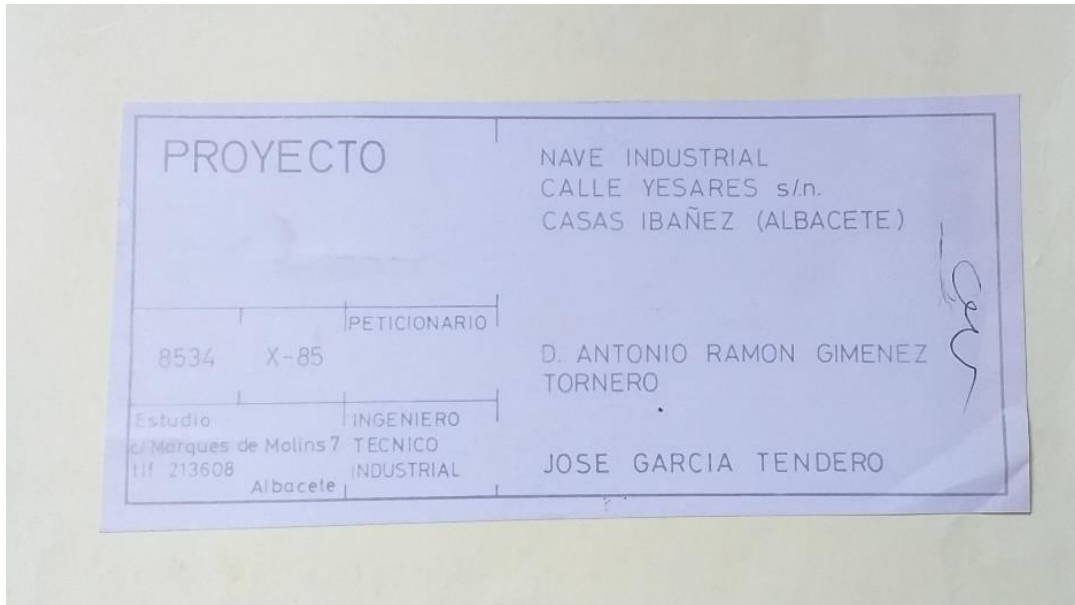 PROYECTO
NAVE INDUSTRIAL
CALLE YESARES s/n.
CASAS IBAÑEZ (ALBACETE)
PETICIONARIO
8534 X-85
D. ANTONIO RAMON GIMENEZ
TORNERO
Estudio
c/ Marques de Molins 7
tlf 213608
Albacete
INGENIERO
TECNICO
INDUSTRIAL
JOSE GARCIA TENDERO